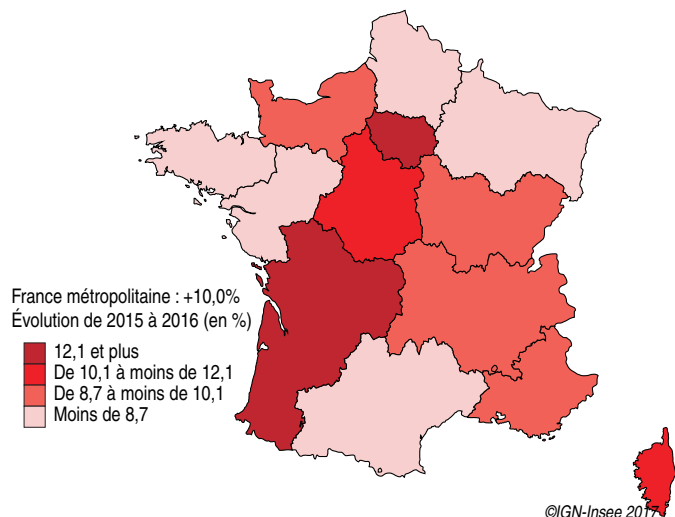 France métropolitaine : +10,0%
Évolution de 2015 à 2016 (en %)
12,1 et plus
De 10,1 à moins de 12,1
De 8,7 à moins de 10,1
Moins de 8,7
©IGN-Insee 2017